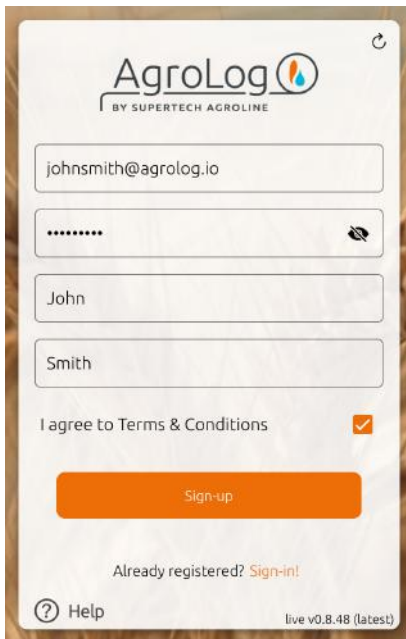 AgroLog
BY SUPERTECH AGROLINE
johnsmith@agrolog.io
•••••••••
John
Smith
I agree to Terms & Conditions
Sign-up
Already registered? Sign-in!
? Help
live v0.8.48 (latest)